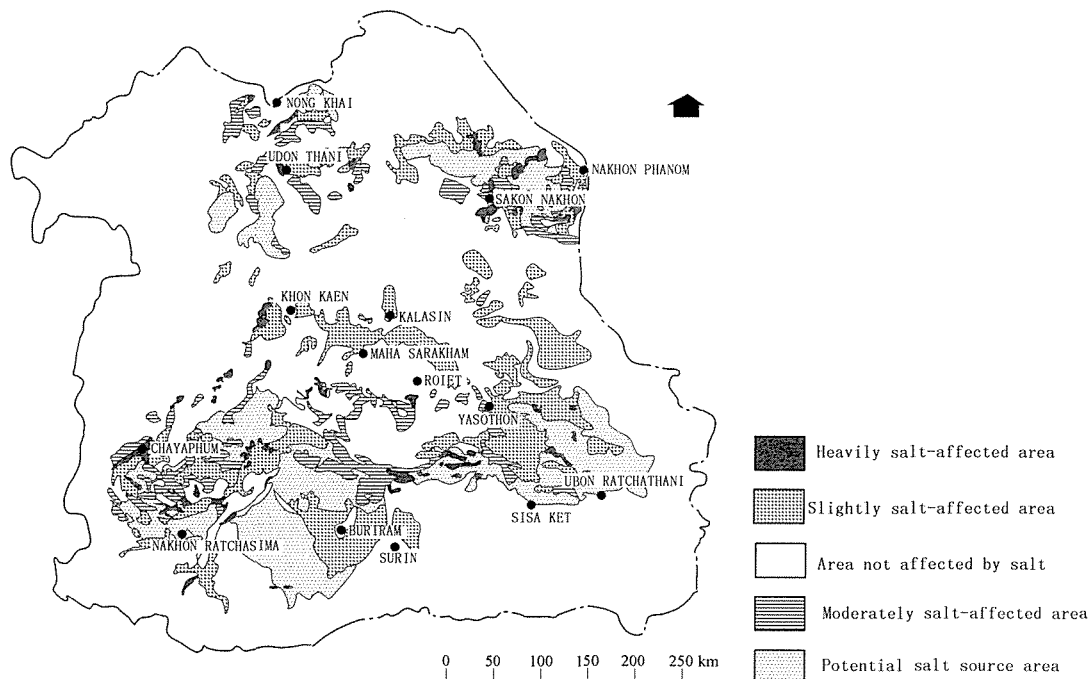 NONG KHAI
UDON THANI
NAKHON PHANOM
SAKON NAKHON
KHON KAEN
KALASIN
MAHA SARAKHAM
ROIET
YASOTHON
CHAYAPHUM
UBON RATCHATHANI
SISA KET
BURIRAM
NAKHON RATCHASIMA
SURIN
Heavily salt-affected area
Slightly salt-affected area
Area not affected by salt
Moderately salt-affected area
Potential salt source area
0 50 100 150 200 250 km